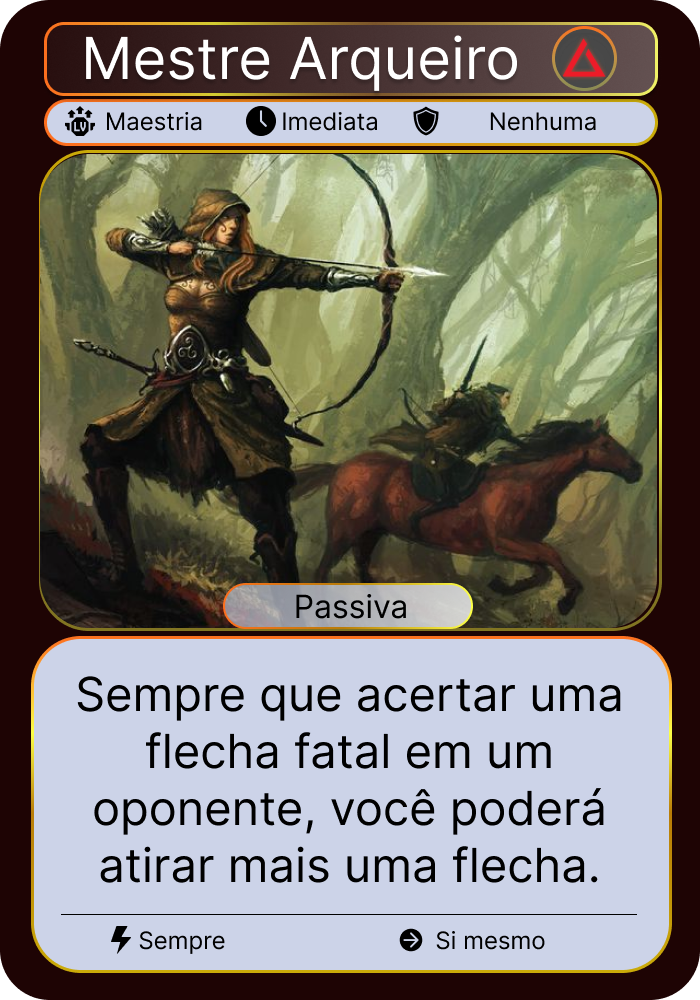 Mestre Arqueiro
LV Maestria Imediata Nenhuma
Passiva
Sempre que acertar uma
flecha fatal em um
oponente, você poderá
atirar mais uma flecha.
Sempre Si mesmo